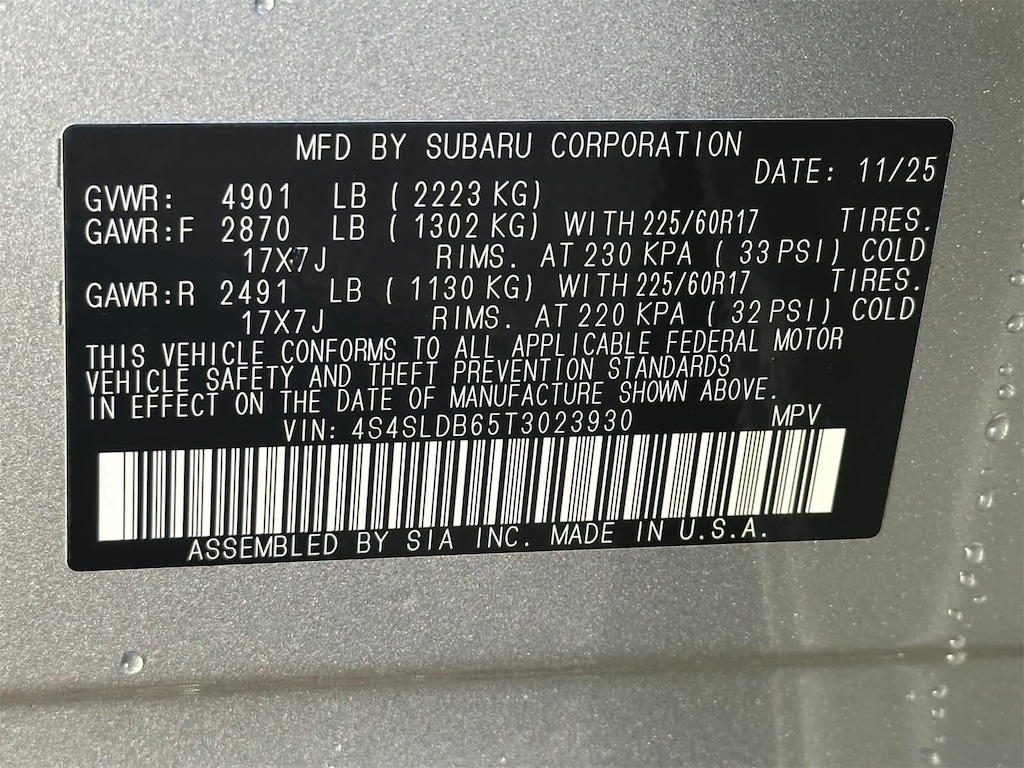 MFD BY SUBARU CORPORATION
DATE: 11/25
GVWR: 4901 LB ( 2223 KG)
GAWR:F 2870 LB ( 1302 KG) WITH 225/60R17 TIRES.
17X7J RIMS. AT 230 KPA ( 33 PSI) COLD
GAWR:R 2491 LB ( 1130 KG) WITH 225/60R17 TIRES.
17X7J RIMS. AT 220 KPA ( 32 PSI) COLD
THIS VEHICLE CONFORMS TO ALL APPLICABLE FEDERAL MOTOR
VEHICLE SAFETY AND THEFT PREVENTION STANDARDS
IN EFFECT ON THE DATE OF MANUFACTURE SHOWN ABOVE.
VIN: 4S4SLDB65T3023930 MPV
ASSEMBLED BY SIA INC. MADE IN U.S.A.